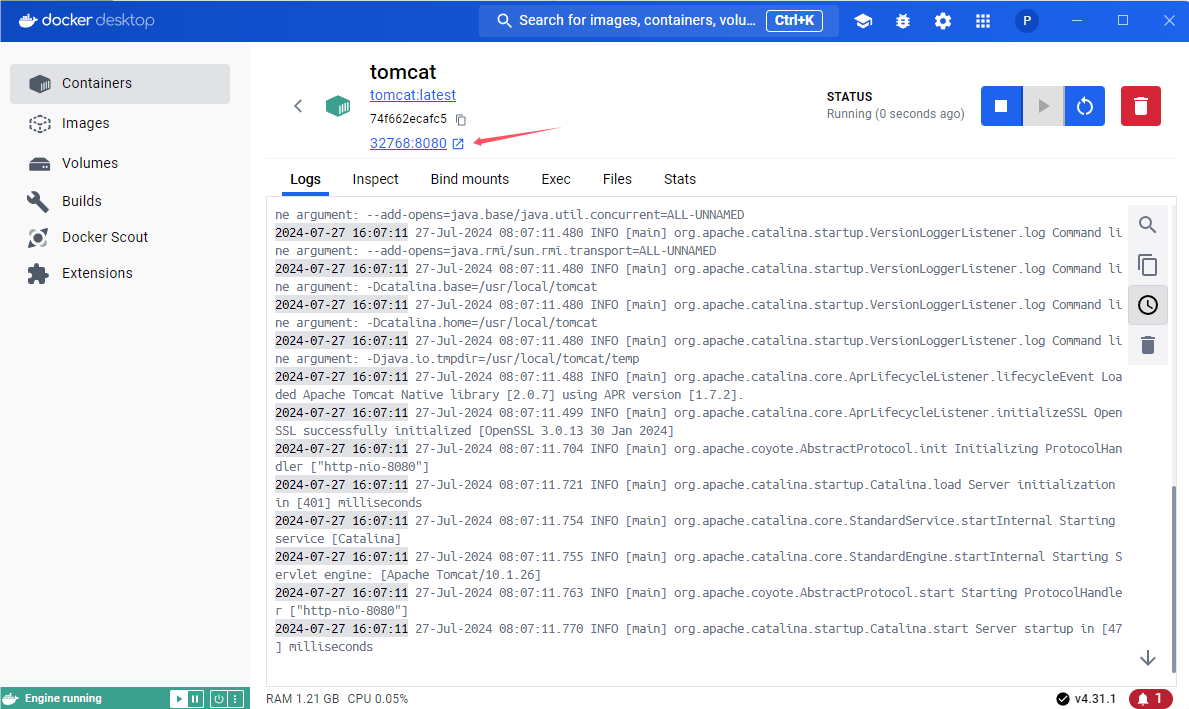 docker desktop
Search for images, containers, volu...
Ctrl+K
P
Containers
Images
Volumes
Builds
Docker Scout
Extensions
tomcat
tomcat:latest
74f662ecafc5
32768:8080
STATUS
Running (0 seconds ago)
Logs
Inspect
Bind mounts
Exec
Files
Stats
ne argument: --add-opens=java.base/java.util.concurrent=ALL-UNNAMED
2024-07-27 16:07:11 27-Jul-2024 08:07:11.480 INFO [main] org.apache.catalina.startup.VersionLoggerListener.log Command li
ne argument: --add-opens=java.rmi/sun.rmi.transport=ALL-UNNAMED
2024-07-27 16:07:11 27-Jul-2024 08:07:11.480 INFO [main] org.apache.catalina.startup.VersionLoggerListener.log Command li
ne argument: -Dcatalina.base=/usr/local/tomcat
2024-07-27 16:07:11 27-Jul-2024 08:07:11.480 INFO [main] org.apache.catalina.startup.VersionLoggerListener.log Command li
ne argument: -Dcatalina.home=/usr/local/tomcat
2024-07-27 16:07:11 27-Jul-2024 08:07:11.480 INFO [main] org.apache.catalina.startup.VersionLoggerListener.log Command li
ne argument: -Djava.io.tmpdir=/usr/local/tomcat/temp
2024-07-27 16:07:11 27-Jul-2024 08:07:11.488 INFO [main] org.apache.catalina.core.AprLifecycleListener.lifecycleEvent Loa
ded Apache Tomcat Native library [2.0.7] using APR version [1.7.2].
2024-07-27 16:07:11 27-Jul-2024 08:07:11.499 INFO [main] org.apache.catalina.core.AprLifecycleListener.initializeSSL Open
SSL successfully initialized [OpenSSL 3.0.13 30 Jan 2024]
2024-07-27 16:07:11 27-Jul-2024 08:07:11.704 INFO [main] org.apache.coyote.AbstractProtocol.init Initializing ProtocolHan
dler ["http-nio-8080"]
2024-07-27 16:07:11 27-Jul-2024 08:07:11.721 INFO [main] org.apache.catalina.startup.Catalina.load Server initialization
in [401] milliseconds
2024-07-27 16:07:11 27-Jul-2024 08:07:11.754 INFO [main] org.apache.catalina.core.StandardService.startInternal Starting
service [Catalina]
2024-07-27 16:07:11 27-Jul-2024 08:07:11.755 INFO [main] org.apache.catalina.core.StandardEngine.startInternal Starting S
ervlet engine: [Apache Tomcat/10.1.26]
2024-07-27 16:07:11 27-Jul-2024 08:07:11.763 INFO [main] org.apache.coyote.AbstractProtocol.start Starting ProtocolHandle
r ["http-nio-8080"]
2024-07-27 16:07:11 27-Jul-2024 08:07:11.770 INFO [main] org.apache.catalina.startup.Catalina.start Server startup in [47
] milliseconds
Engine running
RAM 1.21 GB CPU 0.05%
v4.31.1
1